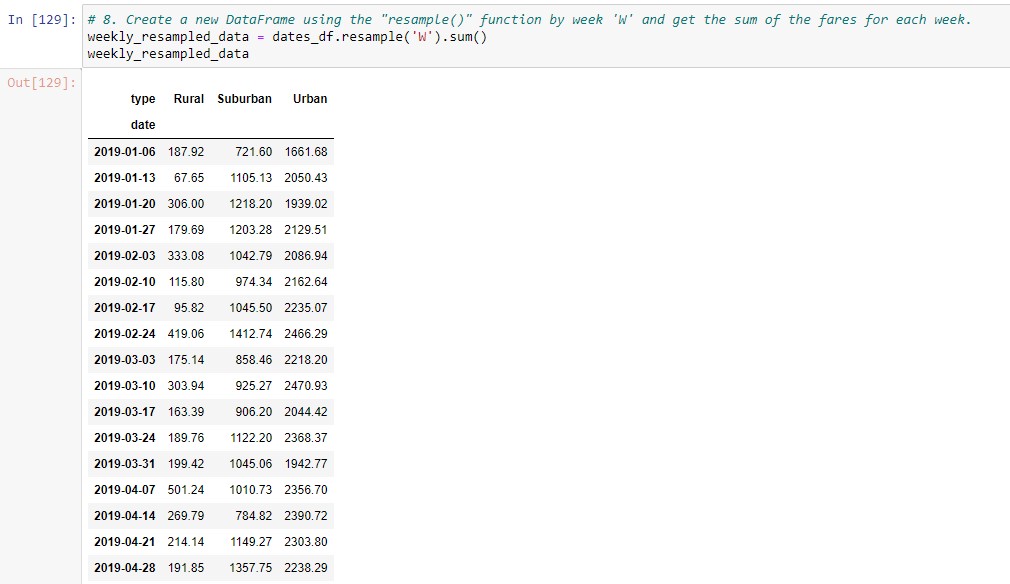 In [129]: # 8. Create a new DataFrame using the "resample()" function by week 'W' and get the sum of the fares for each week.
weekly_resampled_data = dates_df.resample('W').sum()
weekly_resampled_data
Out[129]:
type Rural Suburban Urban
date
2019-01-06 187.92 721.60 1661.68
2019-01-13 67.65 1105.13 2050.43
2019-01-20 306.00 1218.20 1939.02
2019-01-27 179.69 1203.28 2129.51
2019-02-03 333.08 1042.79 2086.94
2019-02-10 115.80 974.34 2162.64
2019-02-17 95.82 1045.50 2235.07
2019-02-24 419.06 1412.74 2466.29
2019-03-03 175.14 858.46 2218.20
2019-03-10 303.94 925.27 2470.93
2019-03-17 163.39 906.20 2044.42
2019-03-24 189.76 1122.20 2368.37
2019-03-31 199.42 1045.06 1942.77
2019-04-07 501.24 1010.73 2356.70
2019-04-14 269.79 784.82 2390.72
2019-04-21 214.14 1149.27 2303.80
2019-04-28 191.85 1357.75 2238.29